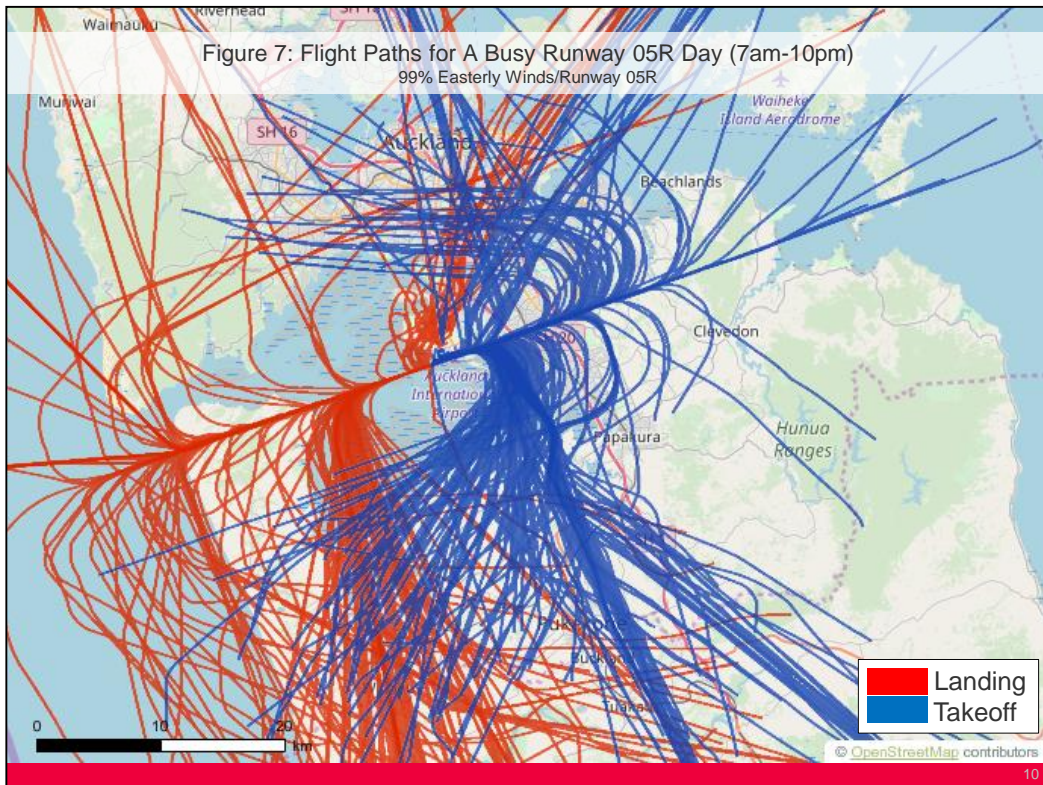 Riverhead
SH 18
Waimauku
Figure 7: Flight Paths for A Busy Runway 05R Day (7am-10pm)
99% Easterly Winds/Runway 05R
Muriwai
Waiheke
Island Aerodrome
SH 16
Auckland
Beachlands
Clevedon
Auckland
International
Airport
Papakura
Hunua
Ranges
Landing
Takeoff
0 10 20
km
© OpenStreetMap contributors
10